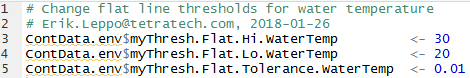 1 # Change flat line thresholds for water temperature
2 # Erik.Leppo@tetratech.com, 2018-01-26
3 ContData.env$myThresh.Flat.Hi.WaterTemp <- 30
4 ContData.env$myThresh.Flat.Lo.WaterTemp <- 20
5 ContData.env$myThresh.Flat.Tolerance.WaterTemp <- 0.01